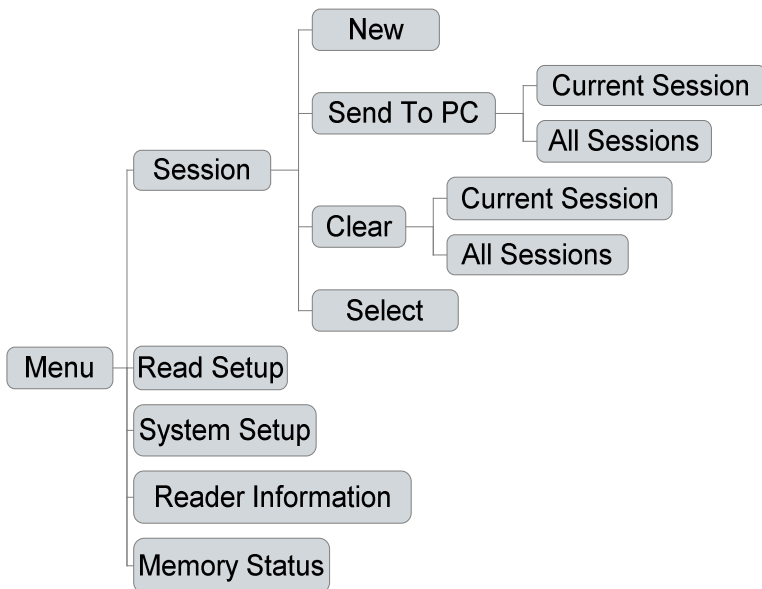 New
Send To PC
Current Session
All Sessions
Session
Clear
Current Session
All Sessions
Select
Menu
Read Setup
System Setup
Reader Information
Memory Status